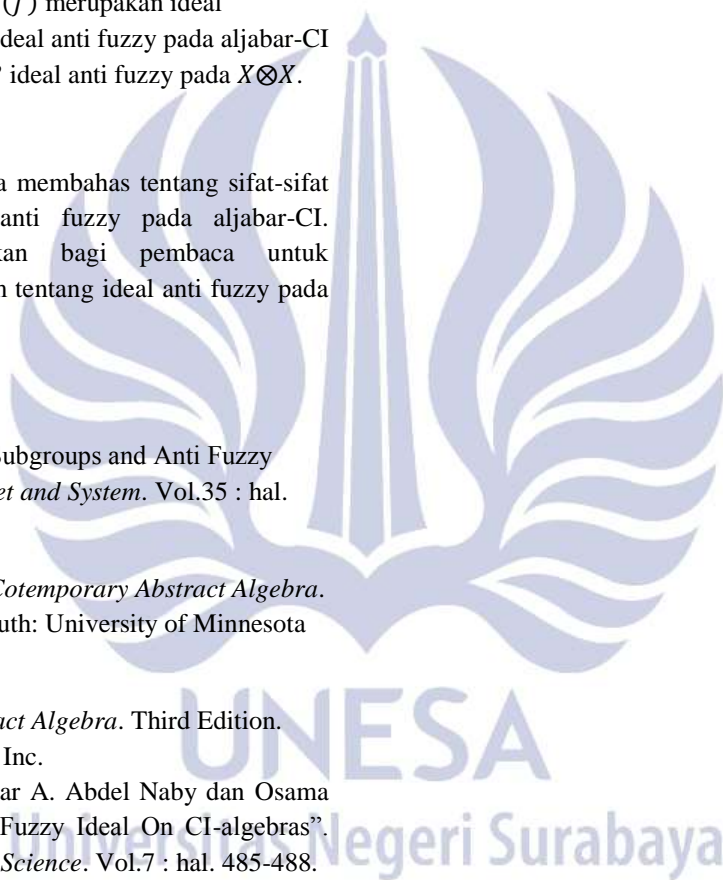 (f) merupakan ideal
deal anti fuzzy pada aljabar-CI
ideal anti fuzzy pada X⊗X.
membahas tentang sifat-sifat
anti fuzzy pada aljabar-CI.
kan bagi pembaca untuk
tentang ideal anti fuzzy pada
Subgroups and Anti Fuzzy
et and System. Vol.35 : hal.
Cotemporary Abstract Algebra.
uth: University of Minnesota
act Algebra. Third Edition.
Inc.
ar A. Abdel Naby dan Osama
Fuzzy Ideal On CI-algebras".
Science. Vol.7 : hal. 485-488.
UNESA
Universitas Negeri Surabaya